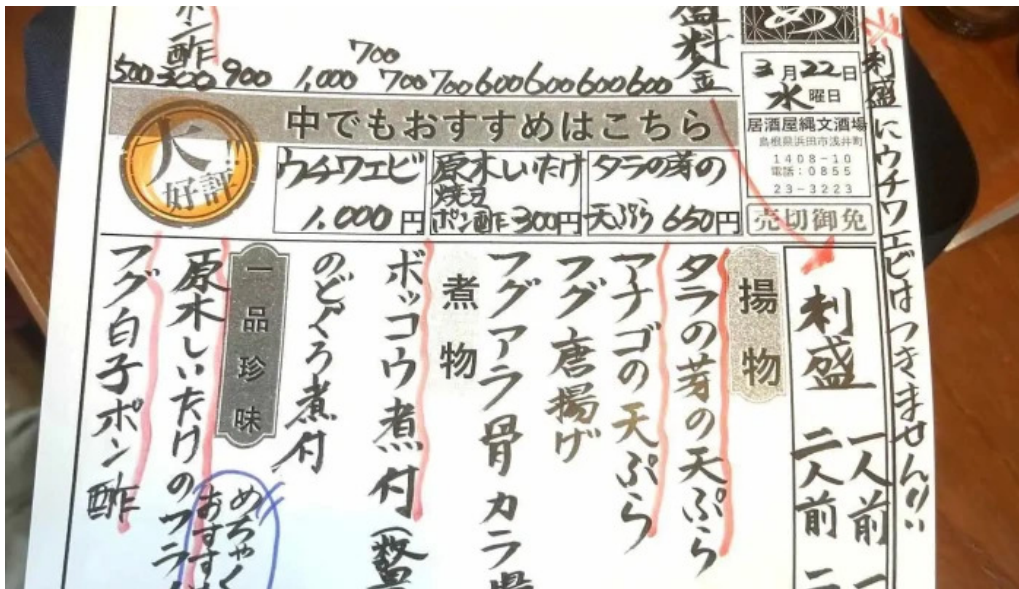 ポン酢
盛
料金
め
500 300 900 1,000 700 700 700 600 600 600 600
3月22日
水曜日
居酒屋縄文酒場
島根県浜田市浅井町
1408-10
電話:0855
23-3223
売切御免
刺盛にウチワエビはつきません!!
大好評!!
中でもおすすめはこちら
ウチワエビ
1.000円
原木しいたけ
焼き
ポン酢 300円
タラの芽の
天ぷら 650円
刺盛
一人前
二人前
揚物
タラの芽の天ぷら
アナゴの天ぷら
フグ唐揚げ
フグアラ骨カラ
煮物
ボッコウ煮付
のどぐろ煮付
一品珍味
原木しいたけの
フグ白子ポン酢
めちゃく
おすす